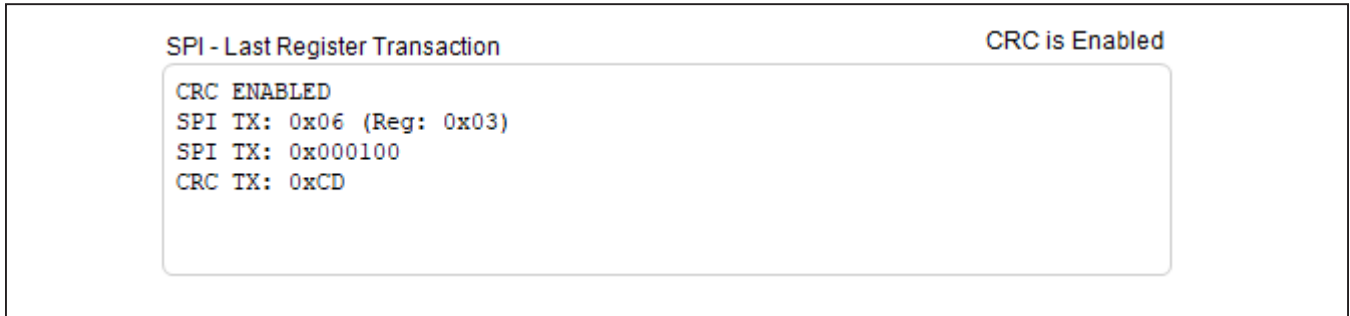 SPI - Last Register Transaction
CRC is Enabled
CRC ENABLED
SPI TX: 0x06 (Reg: 0x03)
SPI TX: 0x000100
CRC TX: 0xCD